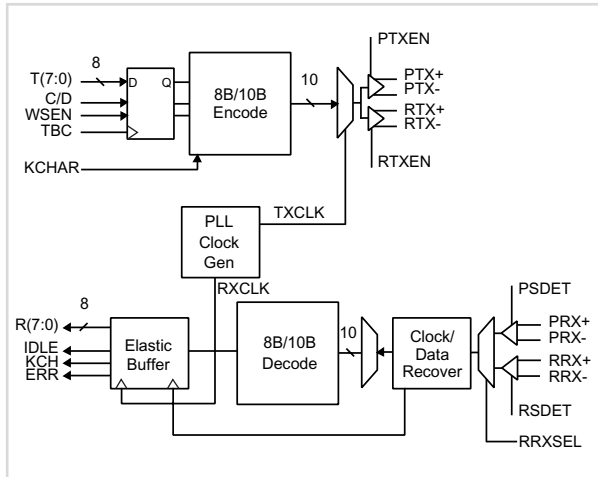 PTXEN
8
T(7:0)
D
Q
C/D
WSEN
TBC
8B/10B
Encode
10
PTX+
PTX-
RTX+
RTX-
KCHAR
RTXEN
TXCLK
PLL
Clock
Gen
RXCLK
PSDET
8
R(7:0)
IDLE
KCH
ERR
Elastic
Buffer
8B/10B
Decode
10
Clock/
Data
Recover
PRX+
PRX-
RRX+
RRX-
RSDET
RRXSEL